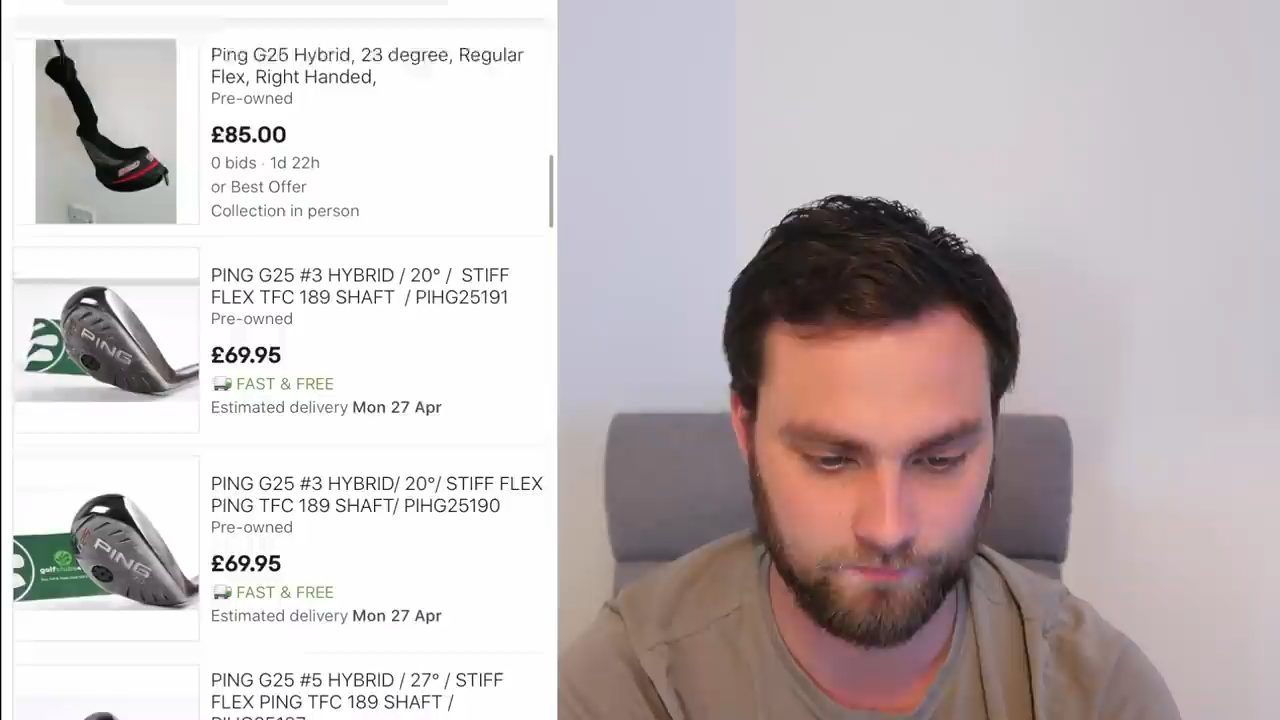 Ping G25 Hybrid, 23 degree, Regular
Flex, Right Handed,
Pre-owned
£85.00
0 bids · 1d 22h
or Best Offer
Collection in person
PING G25 #3 HYBRID / 20° / STIFF
FLEX TFC 189 SHAFT / PIHG25191
Pre-owned
£69.95
FAST & FREE
Estimated delivery Mon 27 Apr
PING
PING G25 #3 HYBRID/ 20°/ STIFF FLEX
PING TFC 189 SHAFT/ PIHG25190
Pre-owned
£69.95
FAST & FREE
Estimated delivery Mon 27 Apr
PING
PING G25 #5 HYBRID / 27° / STIFF
FLEX PING TFC 189 SHAFT /